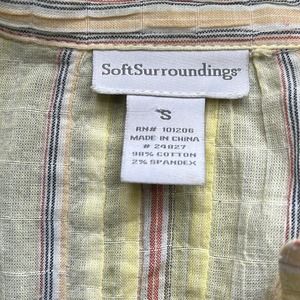 SoftSurroundings®
S
RN# 101206
MADE IN CHINA
# 24827
98% COTTON
2% SPANDEX